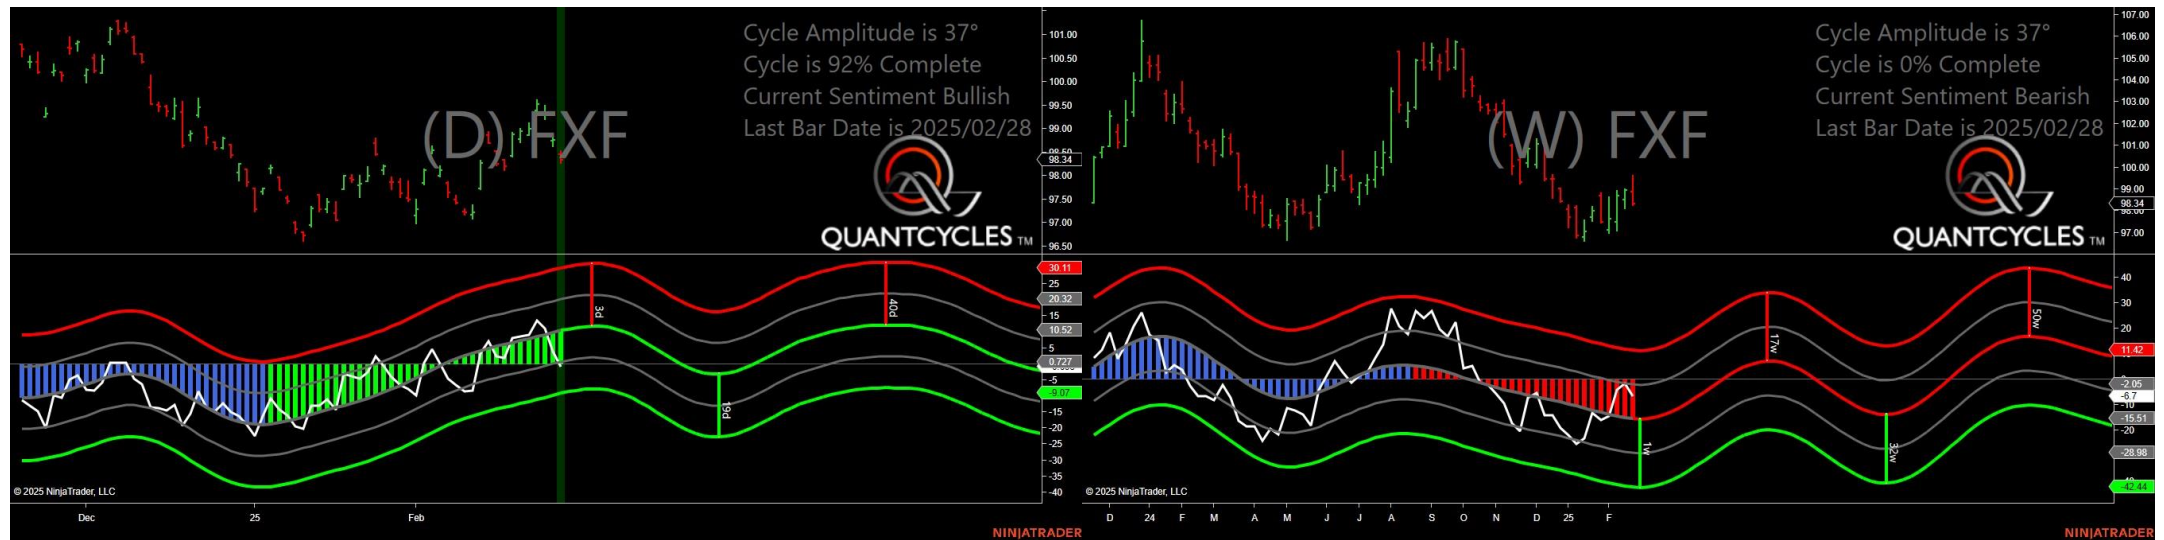 Cycle Amplitude is 37°
Cycle is 92% Complete
Current Sentiment Bullish
Last Bar Date is 2025/02/28
(D) FXF
QUANTCYCLES TM
101.00
100.50
100.00
99.50
99.00
98.34
98.00
97.50
97.00
96.50
30.11
25
20.32
15
10.52
5
0.727
-5
-9.07
-15
-20
-25
-30
-35
-40
3d
19d
40d
© 2025 NinjaTrader, LLC
Dec
25
Feb
NINJATRADER
Cycle Amplitude is 37°
Cycle is 0% Complete
Current Sentiment Bearish
Last Bar Date is 2025/02/28
(W) FXF
QUANTCYCLES TM
107.00
106.00
105.00
104.00
103.00
102.00
101.00
100.00
99.00
98.34
97.00
40
30
20
11.42
-2.05
-6.7
-15.51
-20
-28.98
-42.44
1w
17w
32w
50w
© 2025 NinjaTrader, LLC
D 24 F M A M J J A S O N D 25 F
NINJATRADER